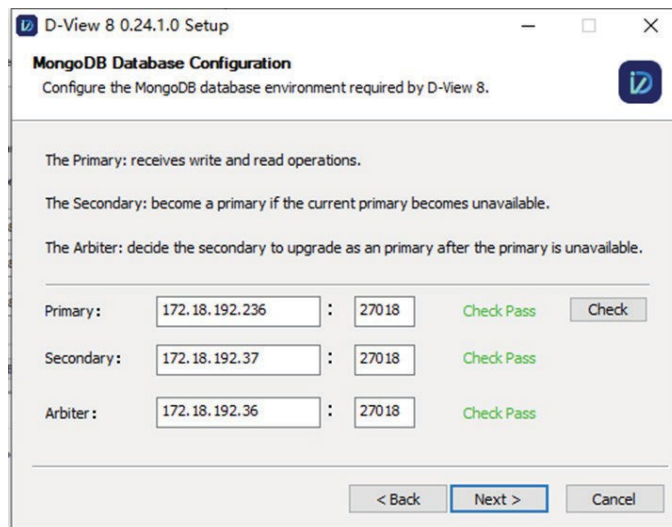 D-View 8 0.24.1.0 Setup
MongoDB Database Configuration
Configure the MongoDB database environment required by D-View 8.
The Primary: receives write and read operations.
The Secondary: become a primary if the current primary becomes unavailable.
The Arbiter: decide the secondary to upgrade as an primary after the primary is unavailable.
Primary: 172.18.192.236 : 27018 Check Pass Check
Secondary: 172.18.192.37 : 27018 Check Pass
Arbiter: 172.18.192.36 : 27018 Check Pass
< Back Next > Cancel